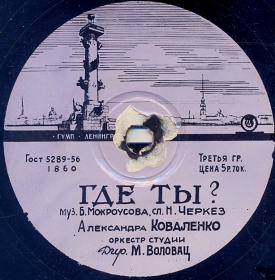 ГУМП - ЛЕНИНГР
ГОСТ 5289-56
1860
ТРЕТЬЯ ГР.
ЦЕНА 5 Р. 70 К.
ГДЕ ТЫ?
МУЗ. Б. МОКРОУСОВА, СЛ. Н. ЧЕРКЕЗ
АЛЕКСАНДРА КОВАЛЕНКО
ОРКЕСТР СТУДИИ
Дир. М. ВОЛОВАЦ